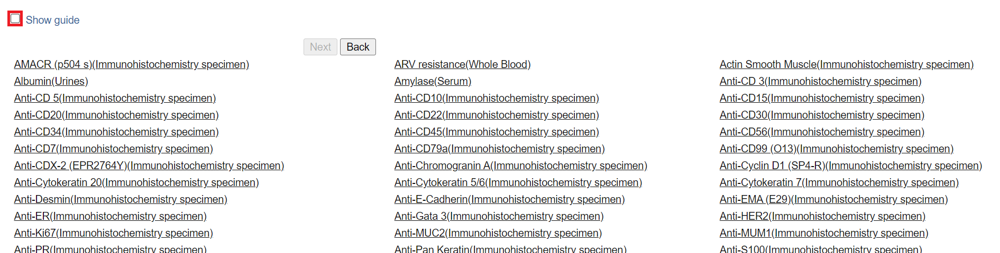 Show guide
Next Back
AMACR (p504 s)(Immunohistochemistry specimen) ARV resistance(Whole Blood) Actin Smooth Muscle(Immunohistochemistry specimen)
Albumin(Urines) Amylase(Serum) Anti-CD 3(Immunohistochemistry specimen)
Anti-CD 5(Immunohistochemistry specimen) Anti-CD10(Immunohistochemistry specimen) Anti-CD15(Immunohistochemistry specimen)
Anti-CD20(Immunohistochemistry specimen) Anti-CD22(Immunohistochemistry specimen) Anti-CD30(Immunohistochemistry specimen)
Anti-CD34(Immunohistochemistry specimen) Anti-CD45(Immunohistochemistry specimen) Anti-CD56(Immunohistochemistry specimen)
Anti-CD7(Immunohistochemistry specimen) Anti-CD79a(Immunohistochemistry specimen) Anti-CD99 (O13)(Immunohistochemistry specimen)
Anti-CDX-2 (EPR2764Y)(Immunohistochemistry specimen) Anti-Chromogranin A(Immunohistochemistry specimen) Anti-Cyclin D1 (SP4-R)(Immunohistochemistry specimen)
Anti-Cytokeratin 20(Immunohistochemistry specimen) Anti-Cytokeratin 5/6(Immunohistochemistry specimen) Anti-Cytokeratin 7(Immunohistochemistry specimen)
Anti-Desmin(Immunohistochemistry specimen) Anti-E-Cadherin(Immunohistochemistry specimen) Anti-EMA (E29)(Immunohistochemistry specimen)
Anti-ER(Immunohistochemistry specimen) Anti-Gata 3(Immunohistochemistry specimen) Anti-HER2(Immunohistochemistry specimen)
Anti-Ki67(Immunohistochemistry specimen) Anti-MUC2(Immunohistochemistry specimen) Anti-MUM1(Immunohistochemistry specimen)
Anti-PR(Immunohistochemistry specimen) Anti-Pan Keratin(Immunohistochemistry specimen) Anti-S100(Immunohistochemistry specimen)